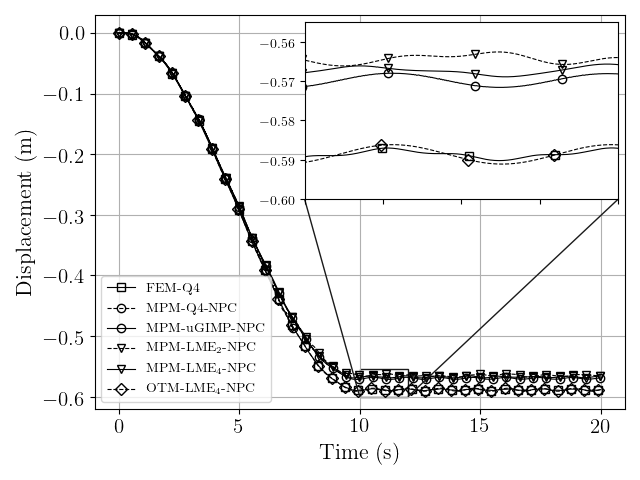 0.0
−0.1
−0.2
−0.3
−0.4
−0.5
−0.6
Displacement (m)
−0.56
−0.57
−0.58
−0.59
−0.60
FEM-Q4
MPM-Q4-NPC
MPM-uGIMP-NPC
MPM-LME₂-NPC
MPM-LME₄-NPC
OTM-LME₄-NPC
0 5 10 15 20
Time (s)